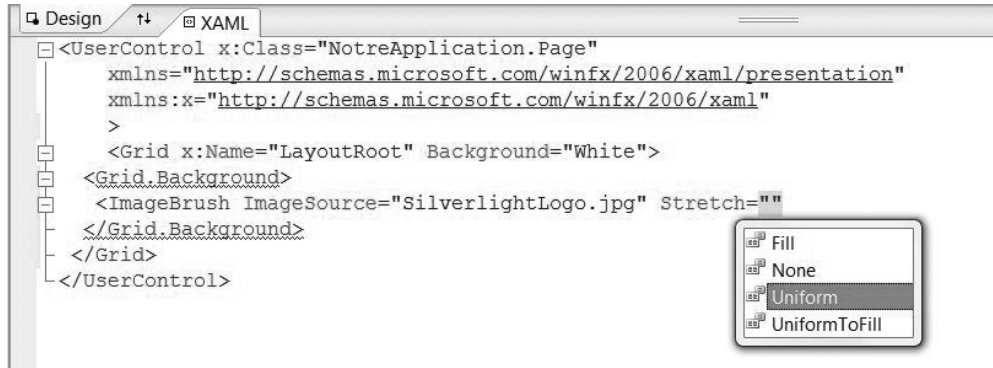 Design XAML
<UserControl x:Class="NotreApplication.Page"
xmlns="http://schemas.microsoft.com/winfx/2006/xaml/presentation"
xmlns:x="http://schemas.microsoft.com/winfx/2006/xaml"
>
<Grid x:Name="LayoutRoot" Background="White">
<Grid.Background>
<ImageBrush ImageSource="SilverlightLogo.jpg" Stretch=""
</Grid.Background>
</Grid>
</UserControl>
Fill
None
Uniform
UniformToFill